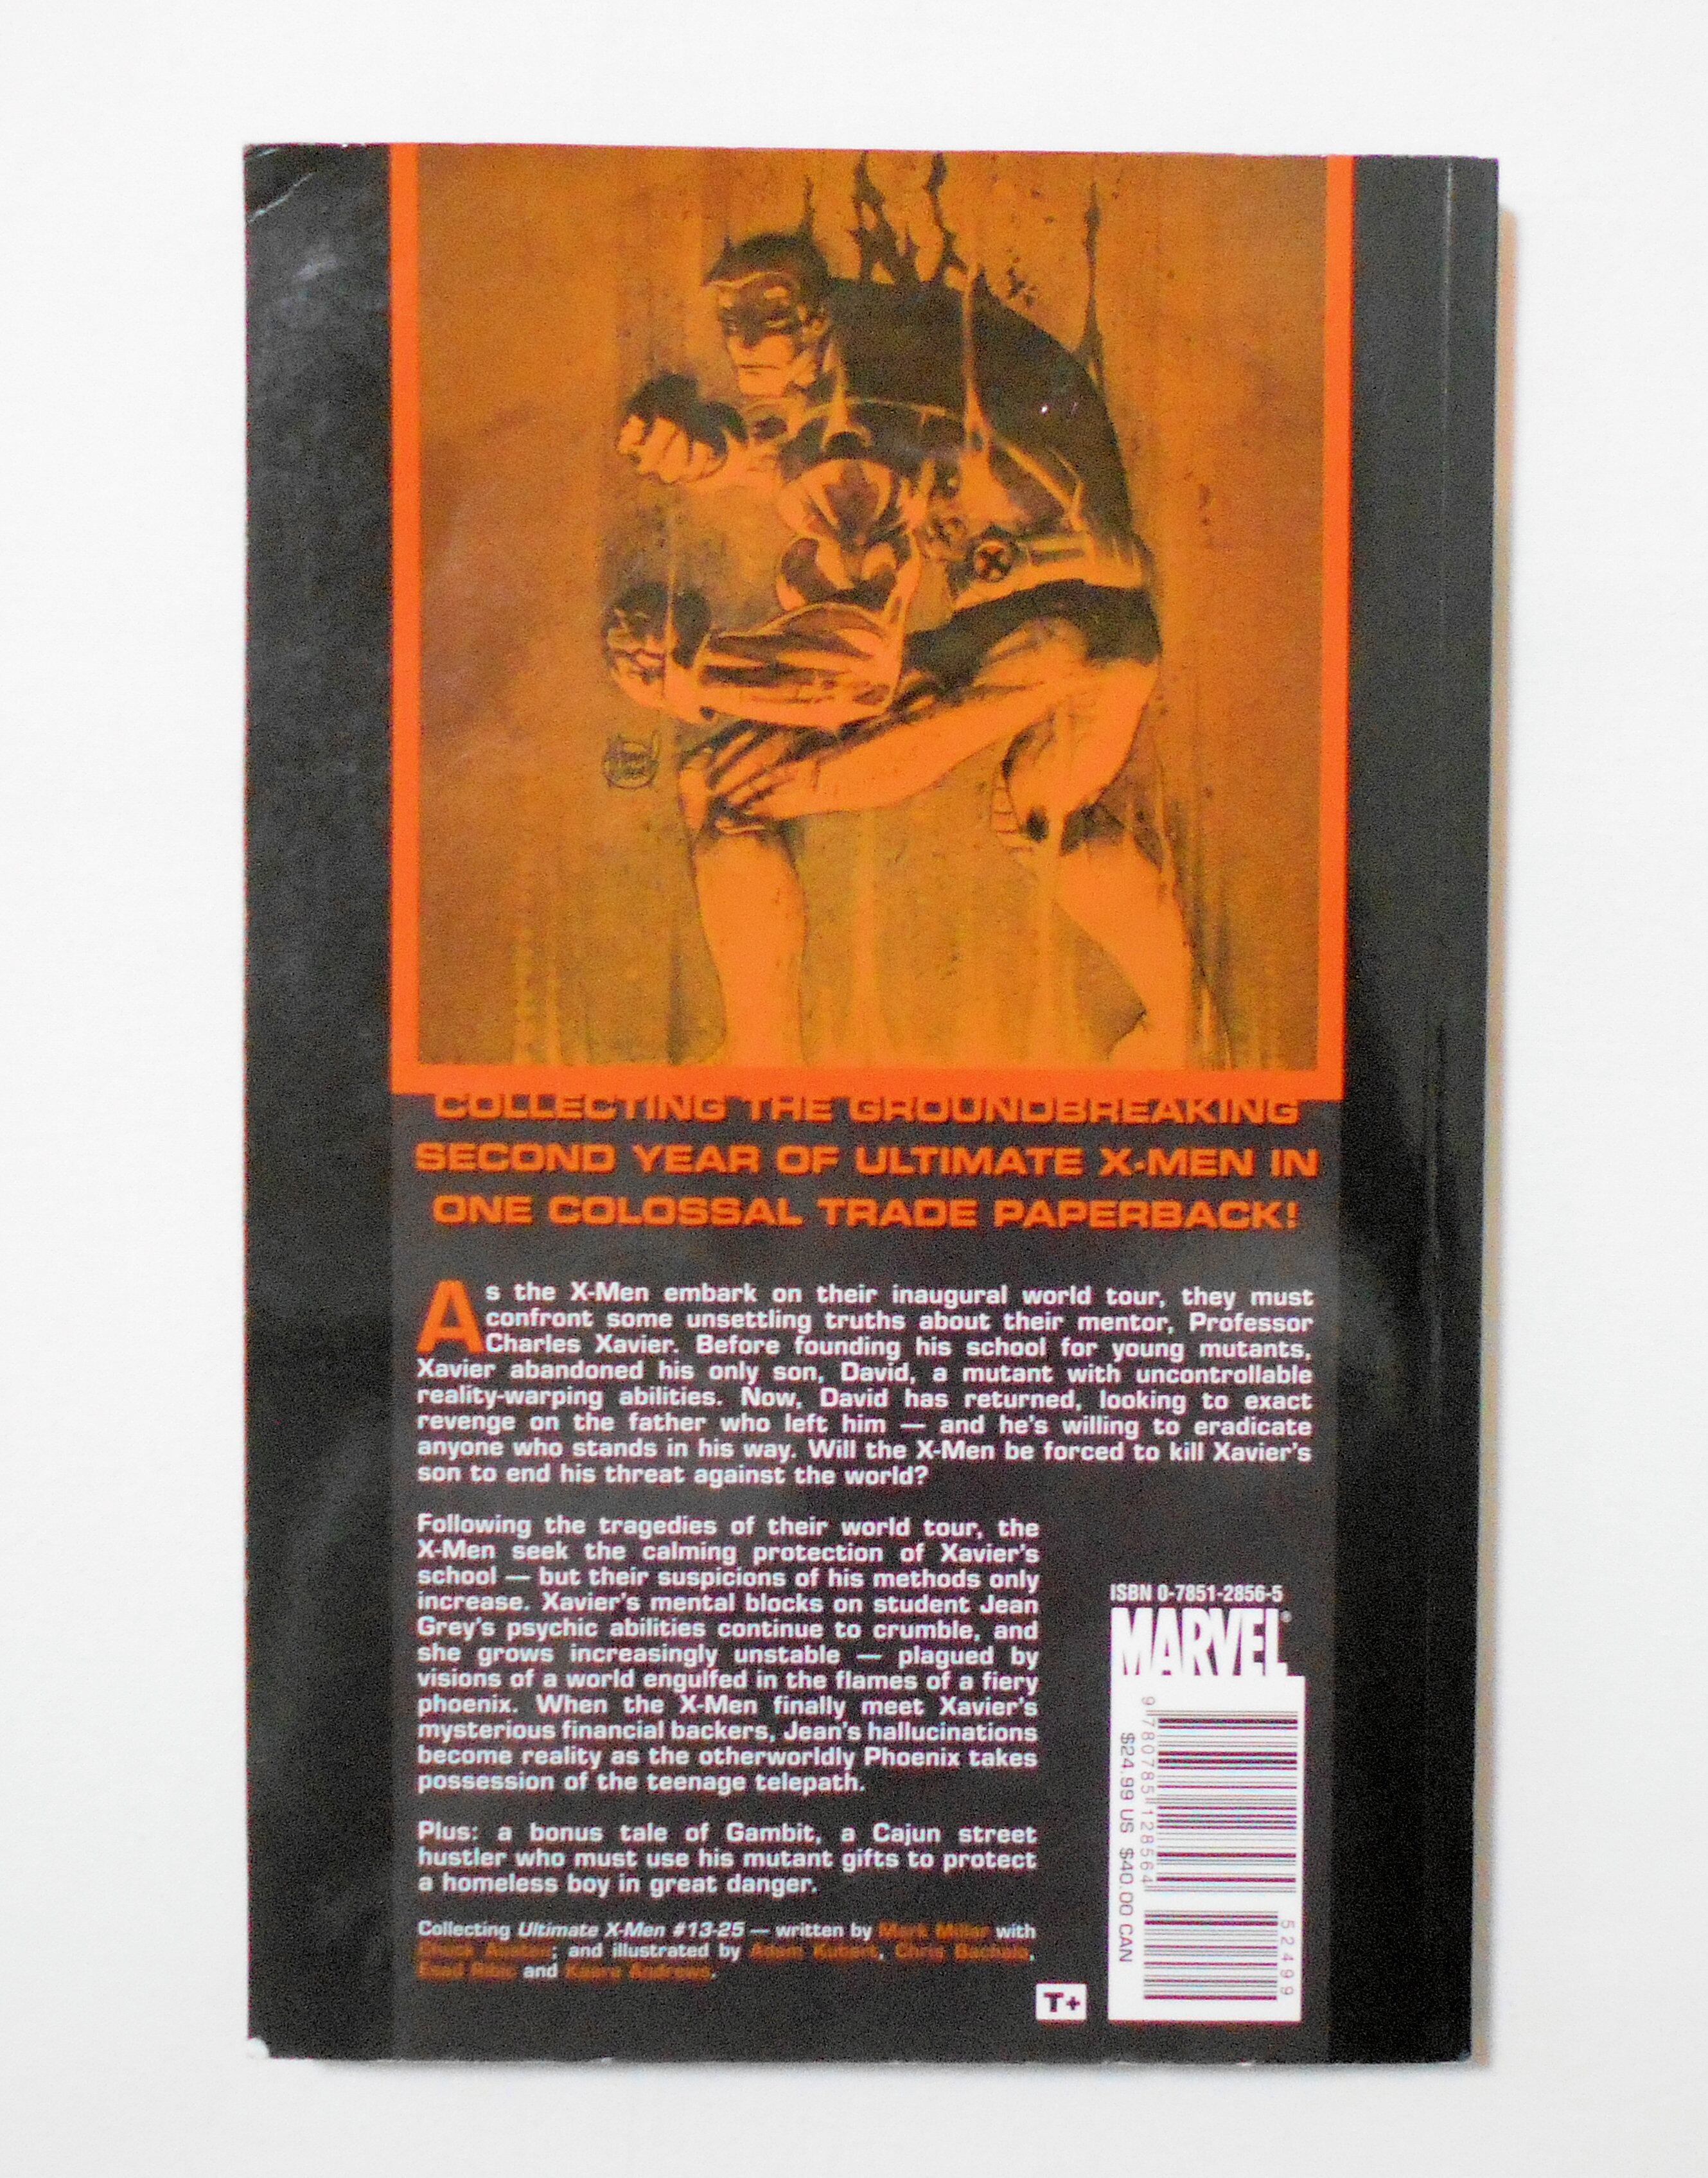 COLLECTING THE GROUNDBREAKING
SECOND YEAR OF ULTIMATE X-MEN IN
ONE COLOSSAL TRADE PAPERBACK!
As the X-Men embark on their inaugural world tour, they must
confront some unsettling truths about their mentor, Professor
Charles Xavier. Before founding his school for young mutants,
Xavier abandoned his only son, David, a mutant with uncontrollable
reality-warping abilities. Now, David has returned, looking to exact
revenge on the father who left him — and he's willing to eradicate
anyone who stands in his way. Will the X-Men be forced to kill Xavier's
son to end his threat against the world?
Following the tragedies of their world tour, the
X-Men seek the calming protection of Xavier's
school — but their suspicions of his methods only
increase. Xavier's mental blocks on student Jean
Grey's psychic abilities continue to crumble, and
she grows increasingly unstable — plagued by
visions of a world engulfed in the flames of a fiery
phoenix. When the X-Men finally meet Xavier's
mysterious financial backers, Jean's hallucinations
become reality as the otherworldly Phoenix takes
possession of the teenage telepath.
Plus: a bonus tale of Gambit, a Cajun street
hustler who must use his mutant gifts to protect
a homeless boy in great danger.
Collecting Ultimate X-Men #13-25 — written by Mark Millar with
Chuck Austen; and illustrated by Adam Kubert, Chris Bachalo,
Esad Ribic and Kaare Andrews.
T+
ISBN 0-7851-2856-5
MARVEL®
9 780785 128564
52499
$24.99 US $40.00 CAN